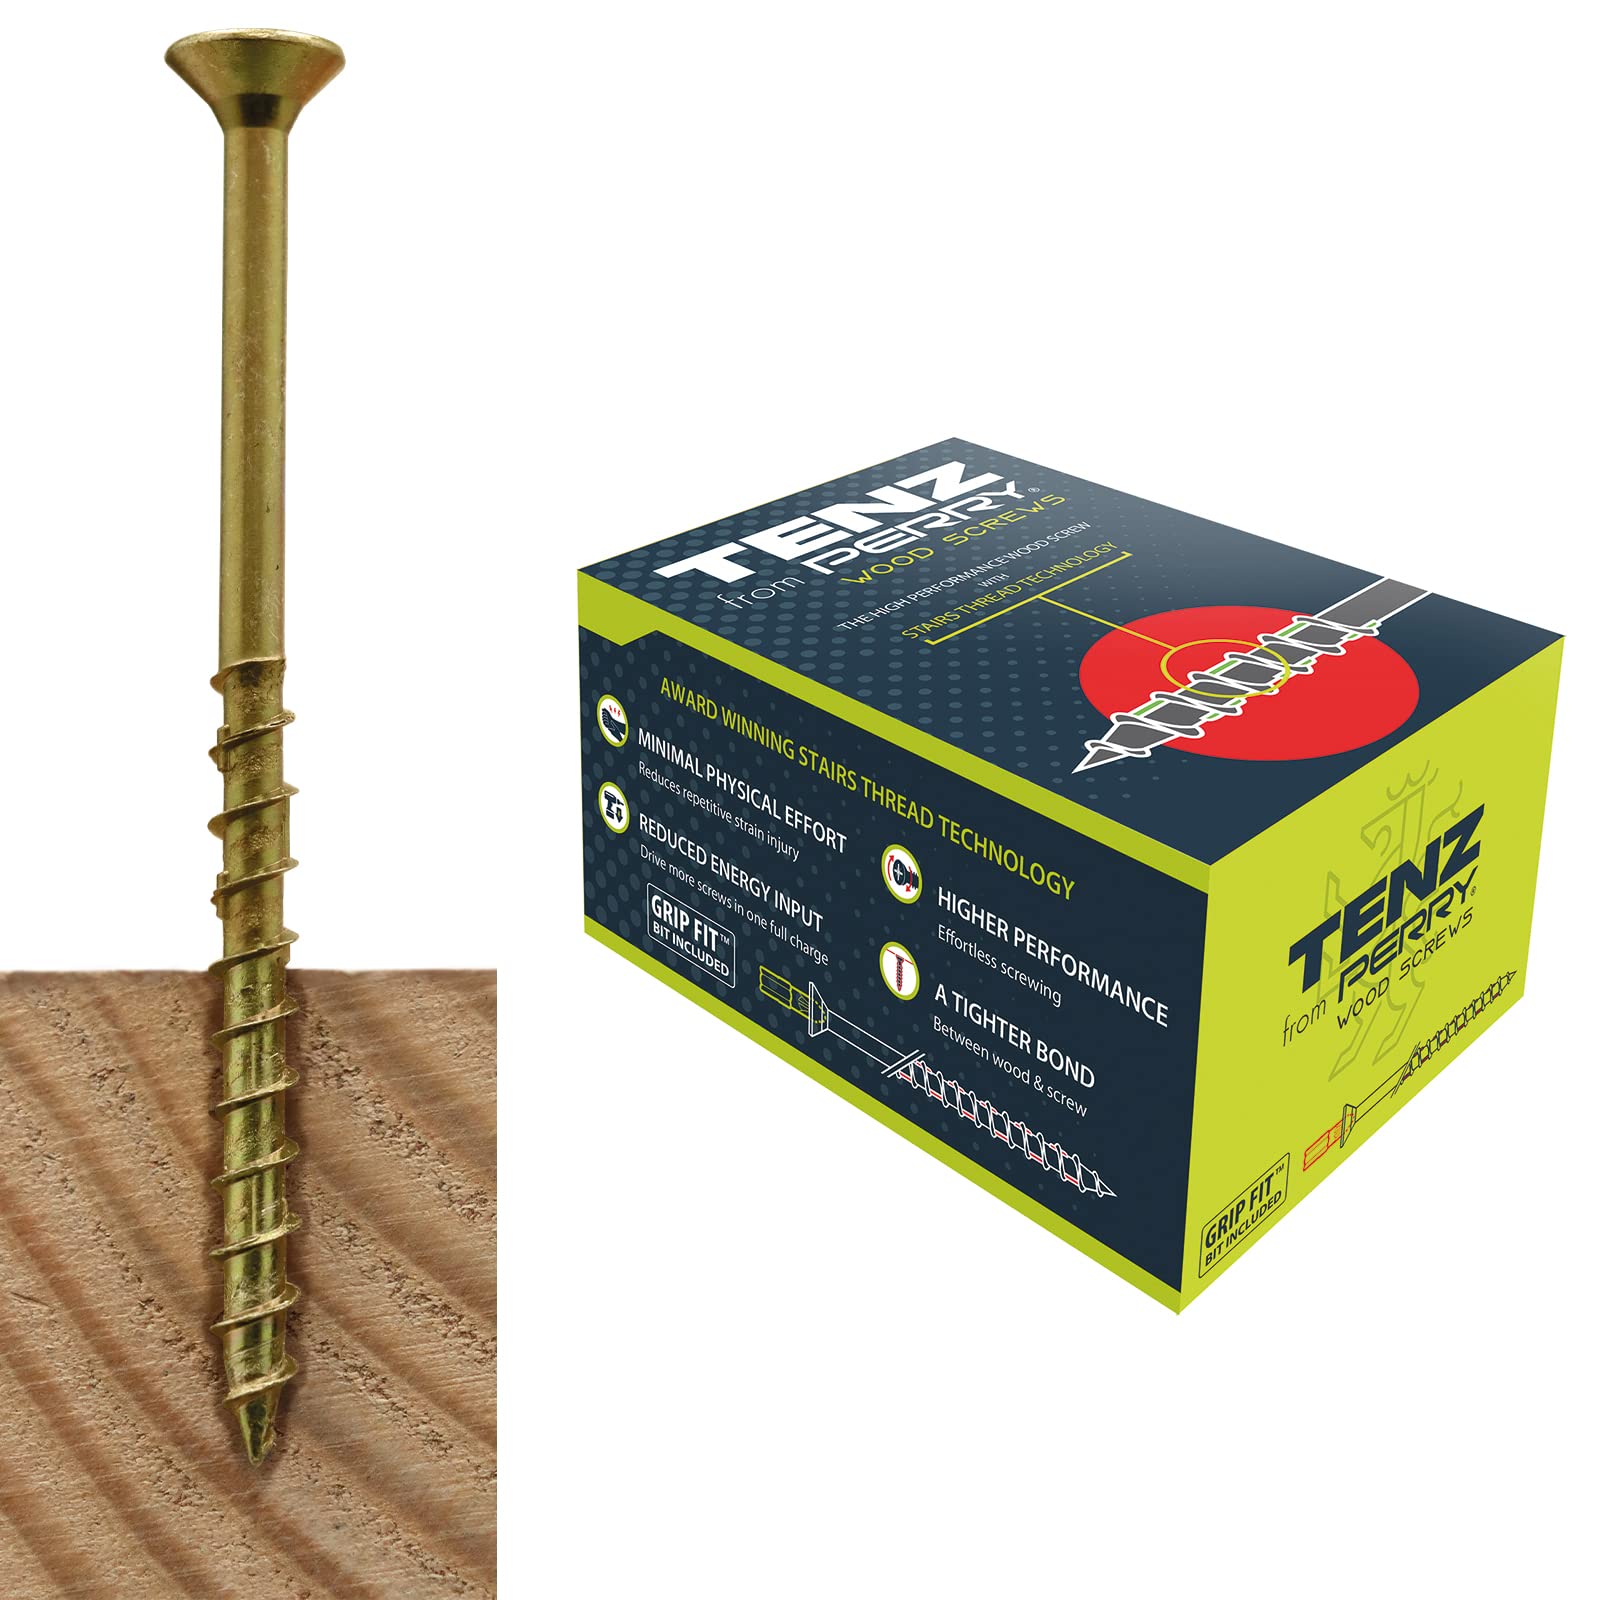 TENZ
from PERRY®
WOOD SCREWS
THE HIGH PERFORMANCE WOOD SCREW
WITH
STAIRS THREAD TECHNOLOGY
AWARD WINNING STAIRS THREAD TECHNOLOGY
MINIMAL PHYSICAL EFFORT
Reduces repetitive strain injury
REDUCED ENERGY INPUT
Drive more screws in one full charge
GRIP FIT™
BIT INCLUDED
HIGHER PERFORMANCE
Effortless screwing
A TIGHTER BOND
Between wood & screw
TENZ
from PERRY®
WOOD SCREWS
GRIP FIT™
BIT INCLUDED